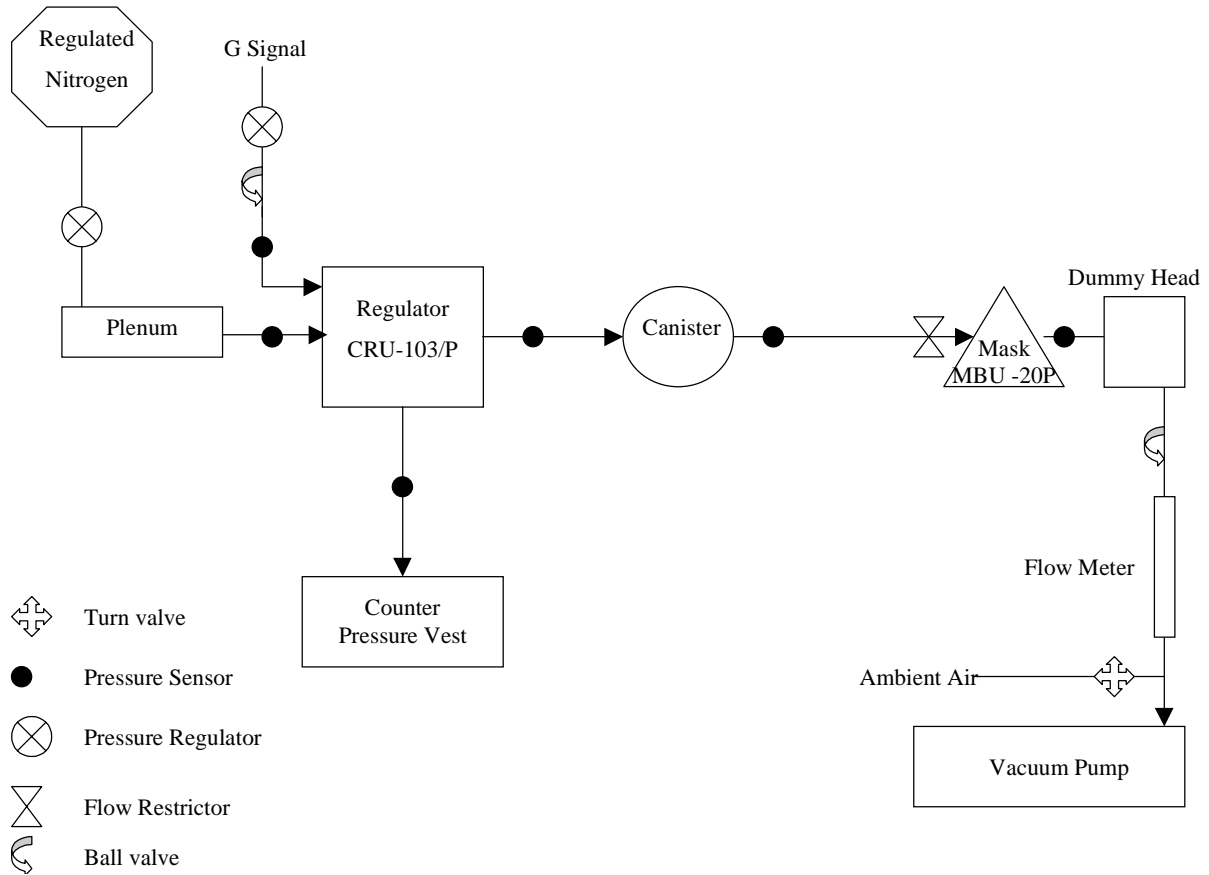 Regulated
Nitrogen
G Signal
Plenum
Regulator
CRU-103/P
Canister
Mask
MBU -20P
Dummy Head
Counter
Pressure Vest
Flow Meter
Ambient Air
Vacuum Pump
Turn valve
Pressure Sensor
Pressure Regulator
Flow Restrictor
Ball valve